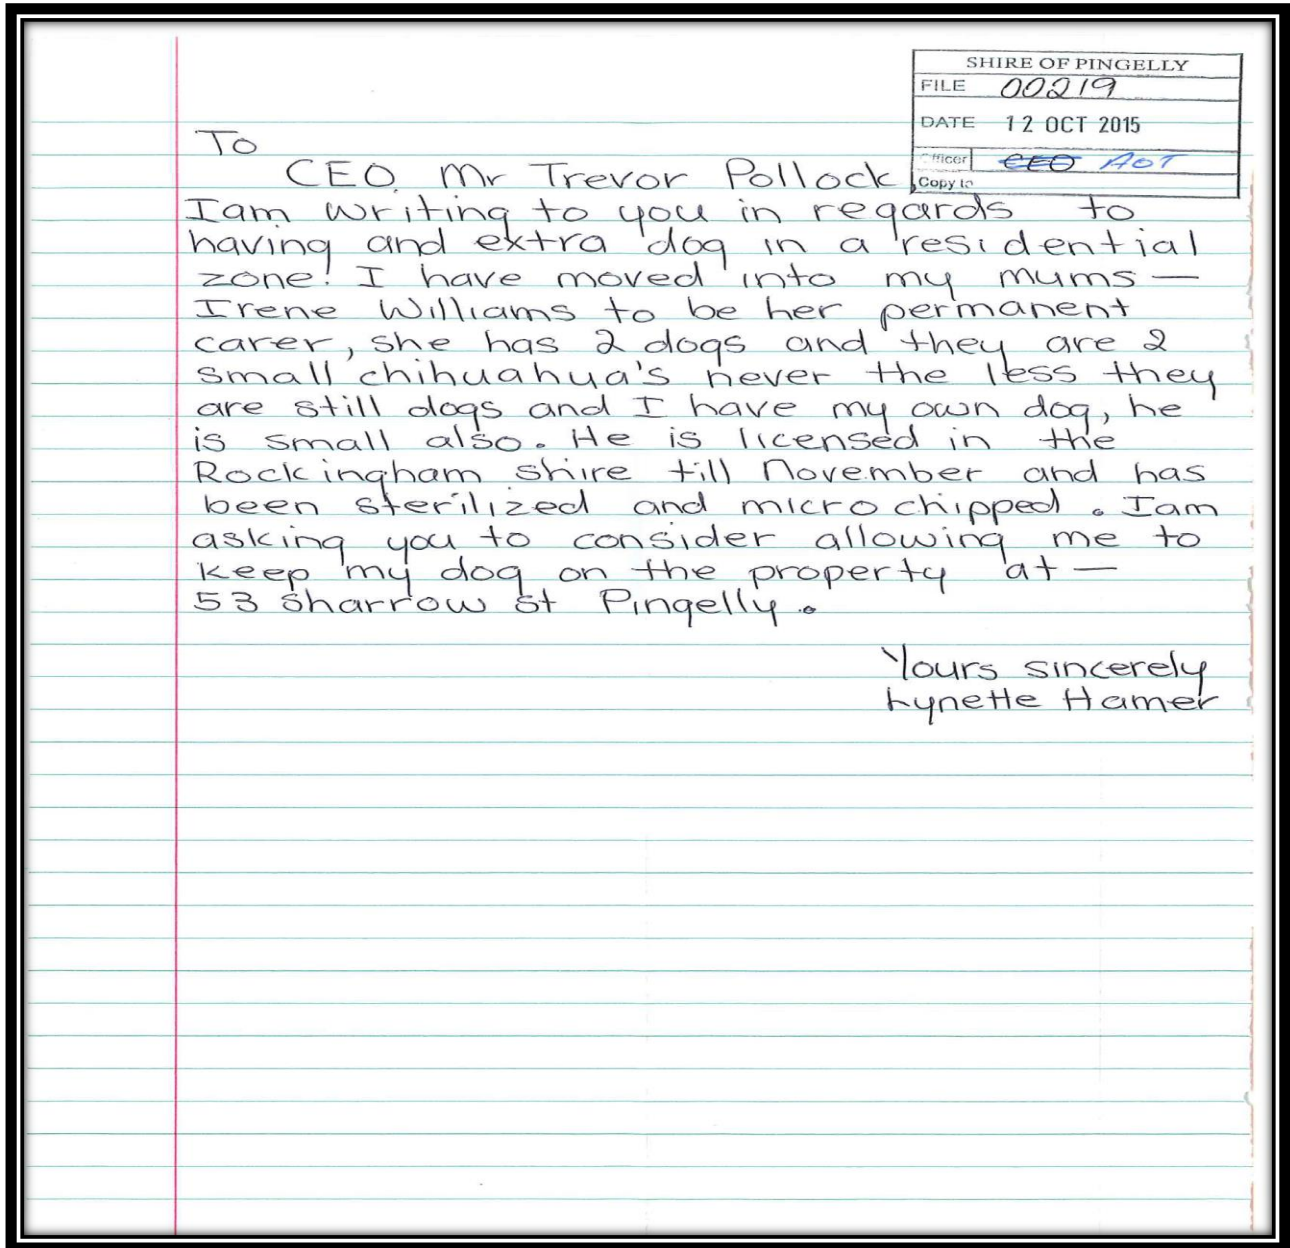 SHIRE OF PINGELLY
FILE 00219
DATE 12 OCT 2015
Officer CEO AOT
Copy to
To
CEO. Mr Trevor Pollock,
Iam writing to you in regards to
having and extra dog in a residential
zone! I have moved into my mums —
Irene Williams to be her permanent
carer, she has 2 dogs and they are 2
small chihuahua's never the less they
are still dogs and I have my own dog, he
is small also. He is licensed in the
Rockingham shire till November and has
been sterilized and microchipped. Iam
asking you to consider allowing me to
keep my dog on the property at —
53 Sharrow St Pingelly.
Yours sincerely
Lynette Hamer